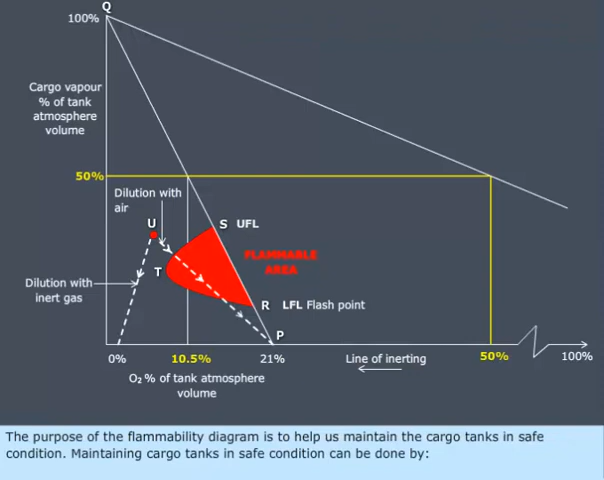 Q
100%
Cargo vapour
% of tank
atmosphere
volume
50%
Dilution with
air
U
S UFL
FLAMMABLE
AREA
T
Dilution with
inert gas
R LFL Flash point
P
0%
10.5%
21%
Line of inerting
50%
100%
O2 % of tank atmosphere
volume
The purpose of the flammability diagram is to help us maintain the cargo tanks in safe
condition. Maintaining cargo tanks in safe condition can be done by: